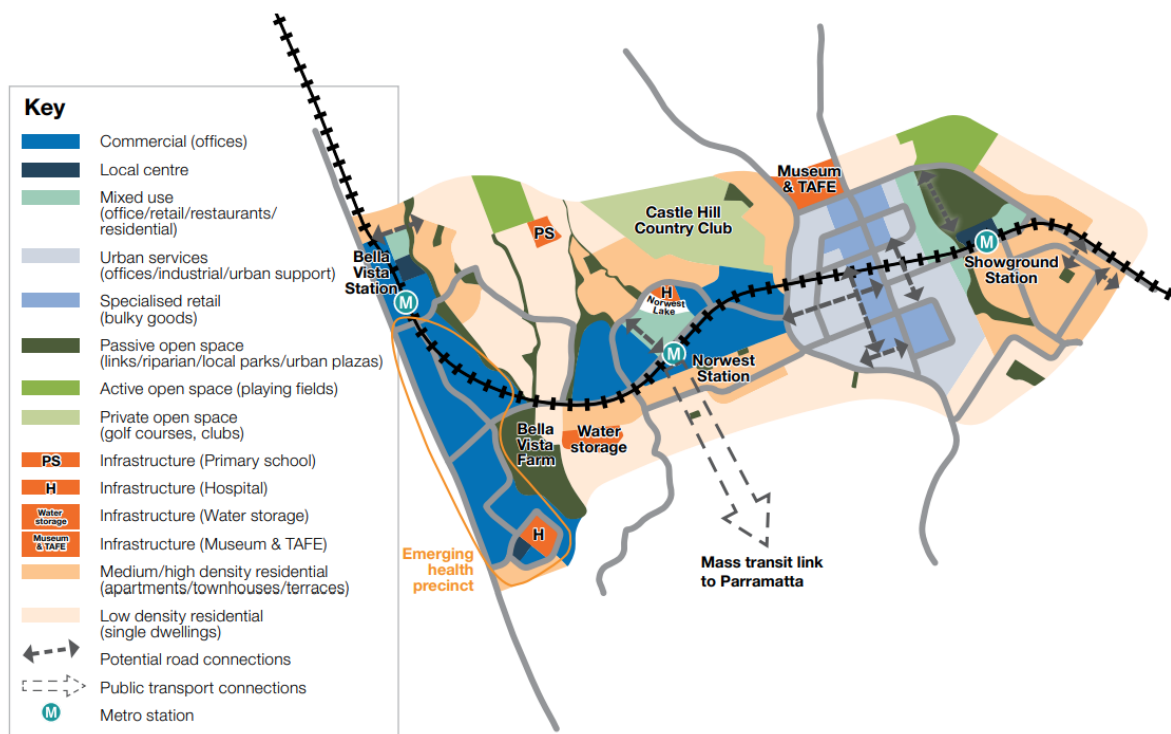 Key
Commercial (offices)
Local centre
Mixed use
(office/retail/restaurants/
residential)
Urban services
(offices/industrial/urban support)
Specialised retail
(bulky goods)
Passive open space
(links/riparian/local parks/urban plazas)
Active open space (playing fields)
Private open space
(golf courses, clubs)
PS
Infrastructure (Primary school)
H
Infrastructure (Hospital)
Water
storage
Infrastructure (Water storage)
Museum
& TAFE
Infrastructure (Museum & TAFE)
Medium/high density residential
(apartments/townhouses/terraces)
Low density residential
(single dwellings)
Potential road connections
Public transport connections
M
Metro station
Bella
Vista
Station
M
PS
Castle Hill
Country Club
Museum
& TAFE
H
Norwest
Lake
M
Norwest
Station
M
Showground
Station
Bella
Vista
Farm
Water
storage
H
Emerging
health
precinct
Mass transit link
to Parramatta